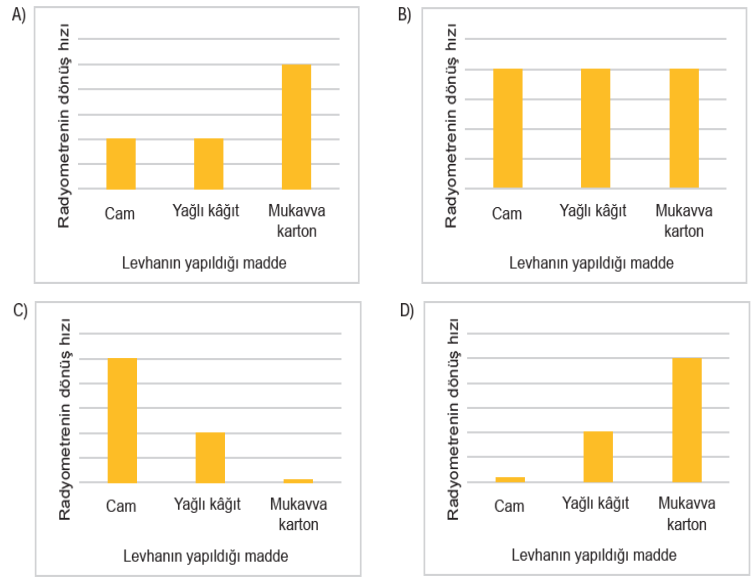 A)
Radyometrenin dönüş hızı
Cam
Yağlı kâğıt
Mukavva
karton
Levhanın yapıldığı madde
B)
Radyometrenin dönüş hızı
Cam
Yağlı kâğıt
Mukavva
karton
Levhanın yapıldığı madde
C)
Radyometrenin dönüş hızı
Cam
Yağlı kâğıt
Mukavva
karton
Levhanın yapıldığı madde
D)
Radyometrenin dönüş hızı
Cam
Yağlı kâğıt
Mukavva
karton
Levhanın yapıldığı madde